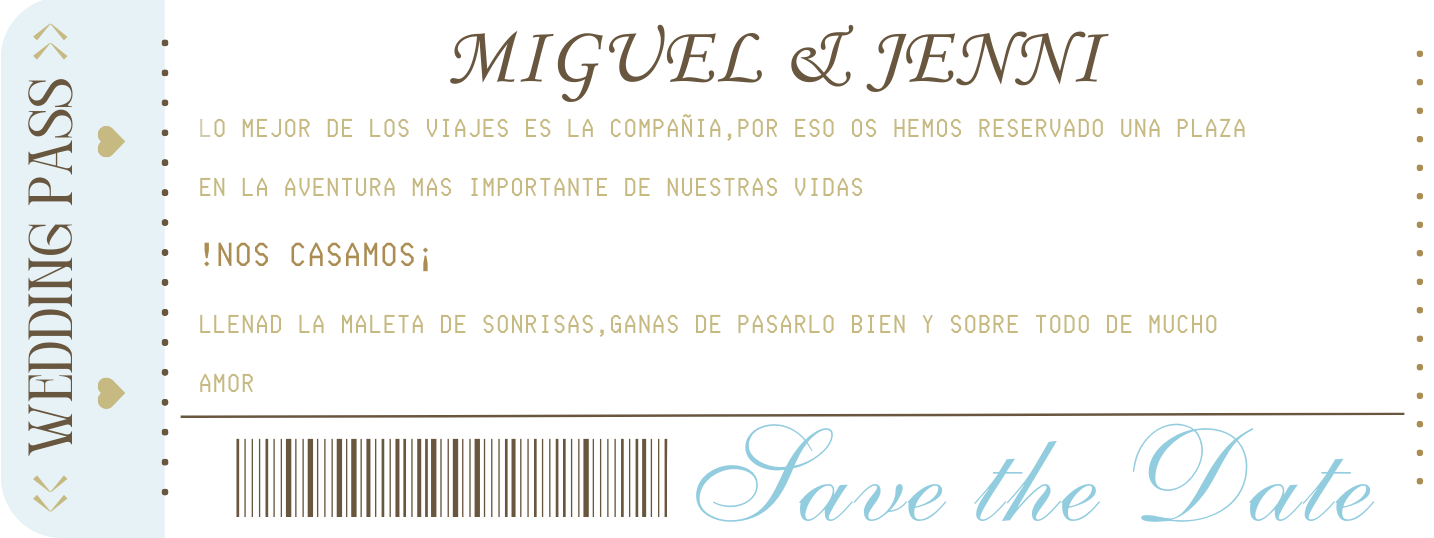 WEDDING PASS
MIGUEL & JENNI
LO MEJOR DE LOS VIAJES ES LA COMPAÑIA,POR ESO OS HEMOS RESERVADO UNA PLAZA
EN LA AVENTURA MAS IMPORTANTE DE NUESTRAS VIDAS
!NOS CASAMOS¡
LLENAD LA MALETA DE SONRISAS,GANAS DE PASARLO BIEN Y SOBRE TODO DE MUCHO
AMOR
Save the Date